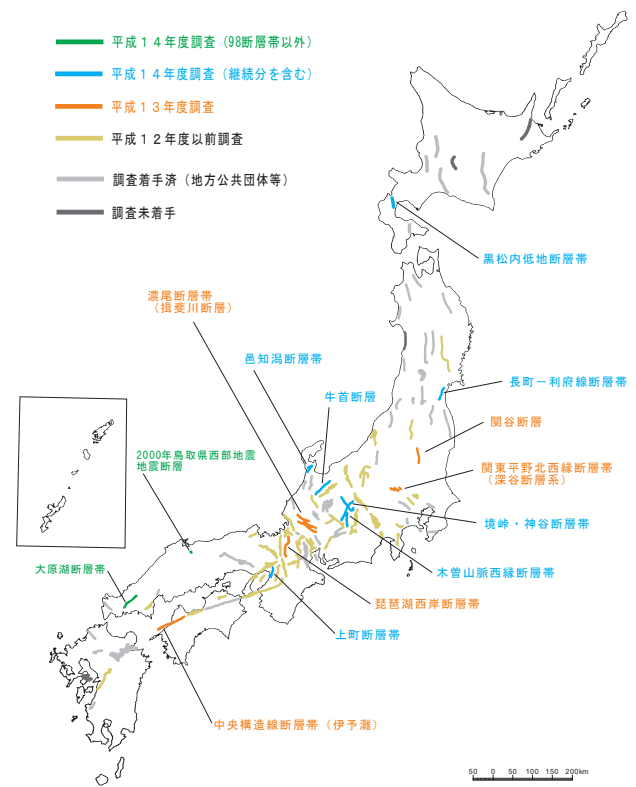 平成１４年度調査（98断層帯以外）
平成１４年度調査（継続分を含む）
平成１３年度調査
平成１２年度以前調査
調査着手済（地方公共団体等）
調査未着手
黒松内低地断層帯
濃尾断層帯
（揖斐川断層）
邑知潟断層帯
牛首断層
長町ー利府線断層帯
関谷断層
2000年鳥取県西部地震
地震断層
関東平野北西縁断層帯
（深谷断層系）
境峠・神谷断層帯
大原湖断層帯
木曽山脈西縁断層帯
琵琶湖西岸断層帯
上町断層帯
中央構造線断層帯（伊予灘）
50 0 50 100 150 200km